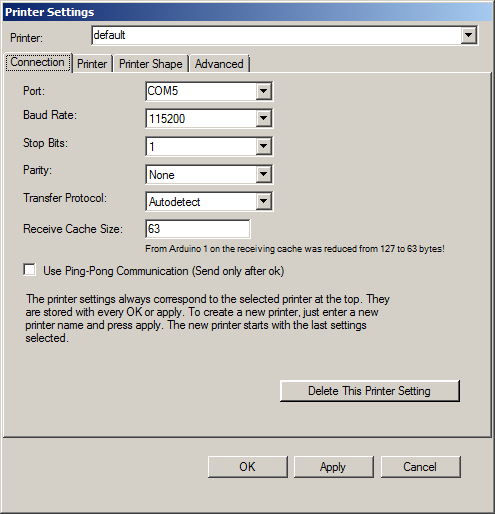 Printer Settings
Printer: default
Connection Printer Printer Shape Advanced
Port: COM5
Baud Rate: 115200
Stop Bits: 1
Parity: None
Transfer Protocol: Autodetect
Receive Cache Size: 63
From Arduino 1 on the receiving cache was reduced from 127 to 63 bytes!
Use Ping-Pong Communication (Send only after ok)
The printer settings always correspond to the selected printer at the top. They
are stored with every OK or apply. To create a new printer, just enter a new
printer name and press apply. The new printer starts with the last settings
selected.
Delete This Printer Setting
OK Apply Cancel